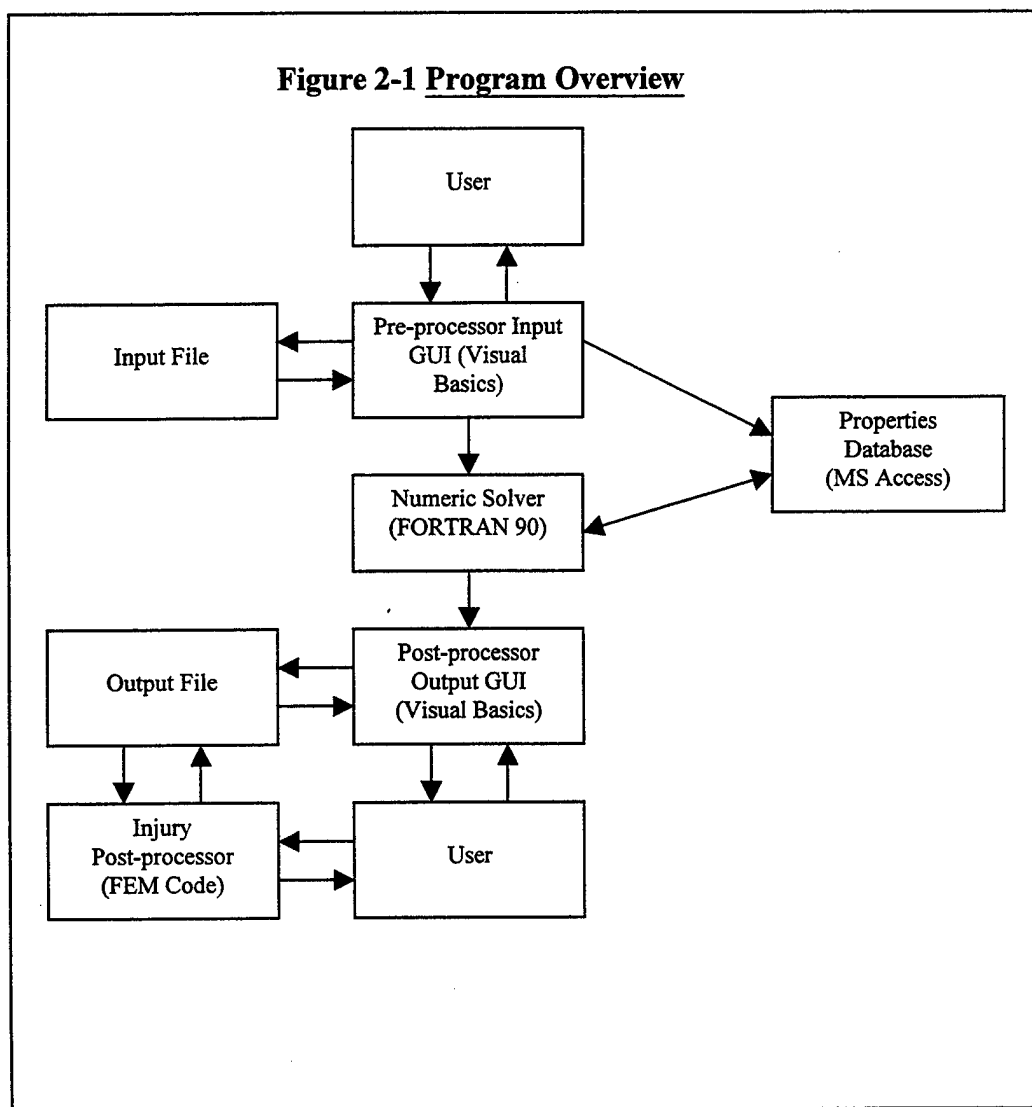 Figure 2-1 Program Overview
User
Input File
Pre-processor Input
GUI (Visual
Basics)
Properties
Database
(MS Access)
Numeric Solver
(FORTRAN 90)
Output File
Post-processor
Output GUI
(Visual Basics)
Injury
Post-processor
(FEM Code)
User